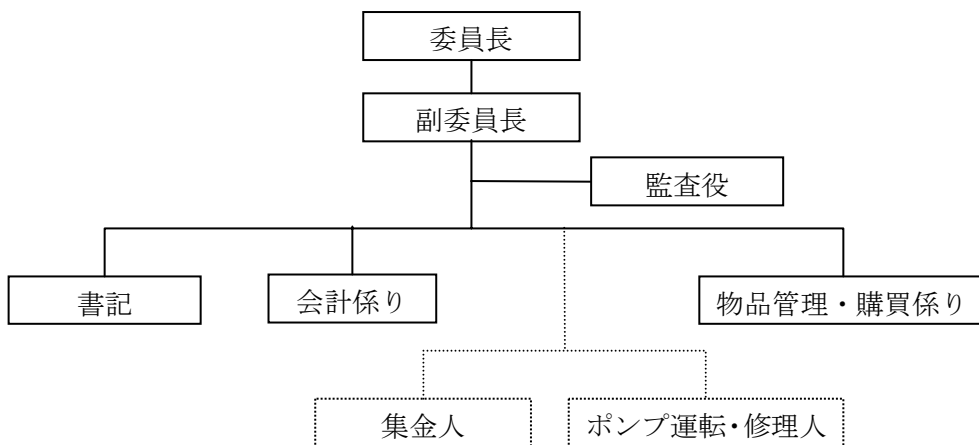 委員長
副委員長
監査役
書記
会計係り
物品管理・購買係り
集金人
ポンプ運転・修理人